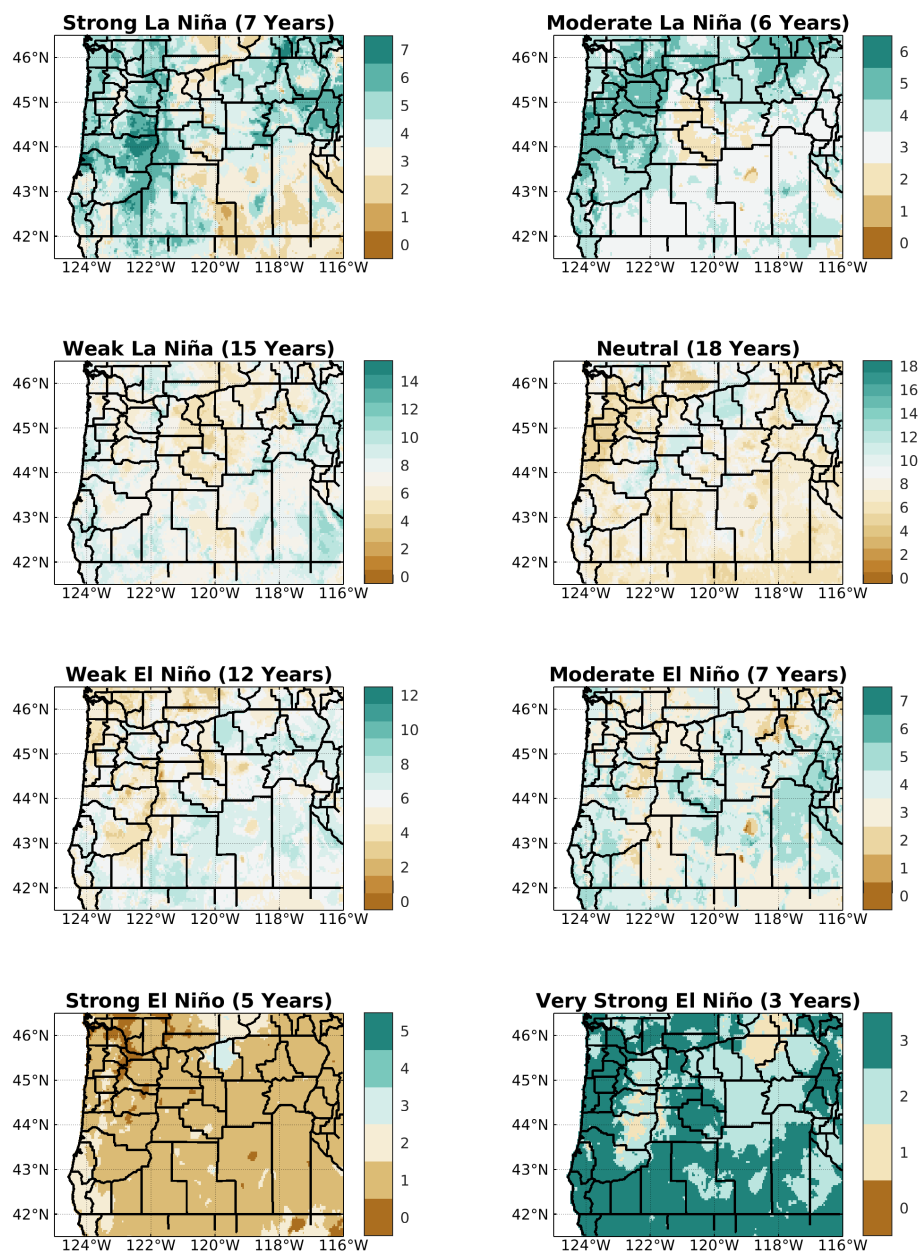 Strong La Niña (7 Years)
46°N
45°N
44°N
43°N
42°N
124°W 122°W 120°W 118°W 116°W
7
6
5
4
3
2
1
0
Moderate La Niña (6 Years)
46°N
45°N
44°N
43°N
42°N
124°W 122°W 120°W 118°W 116°W
6
5
4
3
2
1
0
Weak La Niña (15 Years)
46°N
45°N
44°N
43°N
42°N
124°W 122°W 120°W 118°W 116°W
14
12
10
8
6
4
2
0
Neutral (18 Years)
46°N
45°N
44°N
43°N
42°N
124°W 122°W 120°W 118°W 116°W
18
16
14
12
10
8
6
4
2
0
Weak El Niño (12 Years)
46°N
45°N
44°N
43°N
42°N
124°W 122°W 120°W 118°W 116°W
12
10
8
6
4
2
0
Moderate El Niño (7 Years)
46°N
45°N
44°N
43°N
42°N
124°W 122°W 120°W 118°W 116°W
7
6
5
4
3
2
1
0
Strong El Niño (5 Years)
46°N
45°N
44°N
43°N
42°N
124°W 122°W 120°W 118°W 116°W
5
4
3
2
1
0
Very Strong El Niño (3 Years)
46°N
45°N
44°N
43°N
42°N
124°W 122°W 120°W 118°W 116°W
3
2
1
0